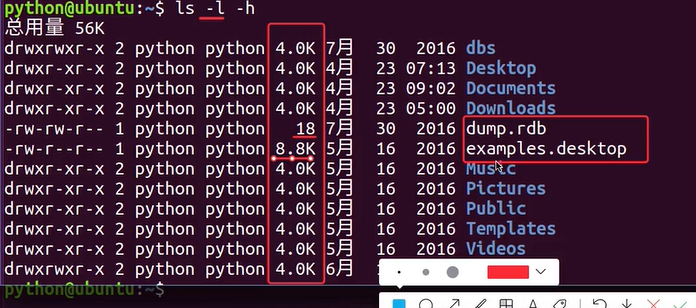 python@ubuntu:~$ ls -l -h
总用量 56K
drwxrwxr-x 2 python python 4.0K 7月 30 2016 dbs
drwxr-xr-x 2 python python 4.0K 4月 23 07:13 Desktop
drwxr-xr-x 2 python python 4.0K 4月 23 09:02 Documents
drwxr-xr-x 2 python python 4.0K 4月 23 05:00 Downloads
-rw-rw-r-- 1 python python 18 7月 30 2016 dump.rdb
-rw-r--r-- 1 python python 8.8K 5月 16 2016 examples.desktop
drwxr-xr-x 2 python python 4.0K 5月 16 2016 Music
drwxr-xr-x 2 python python 4.0K 5月 16 2016 Pictures
drwxr-xr-x 2 python python 4.0K 5月 16 2016 Public
drwxr-xr-x 2 python python 4.0K 5月 16 2016 Templates
drwxr-xr-x 2 python python 4.0K 5月 16 2016 Videos
drwxrwxr-x 2 python python 4.0K 6月
python@ubuntu:~$